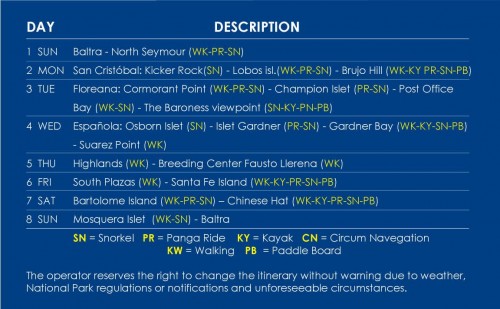 DAY DESCRIPTION
1 SUN Baltra - North Seymour (WK-PR-SN)
2 MON San Cristóbal: Kicker Rock(SN) - Lobos isl.(WK-PR-SN) - Brujo Hill (WK-KY PR-SN-PB)
3 TUE Floreana: Cormorant Point (WK-PR-SN) - Champion Islet (PR-SN) - Post Office
Bay (WK-SN) - The Baroness viewpoint (SN-KY-PN-PB)
4 WED Española: Osborn Islet (SN) - Islet Gardner (PR-SN) - Gardner Bay (WK-KY-SN-PB)
- Suarez Point (WK)
5 THU Highlands (WK) - Breeding Center Fausto Llerena (WK)
6 FRI South Plazas (WK) - Santa Fe Island (WK-KY-PR-SN-PB)
7 SAT Bartolome Island (WK-PR-SN) – Chinese Hat (WK-KY-PR-SN-PB)
8 SUN Mosquera Islet (WK-SN) - Baltra
SN = Snorkel PR = Panga Ride KY = Kayak CN = Circum Navegation
KW = Walking PB = Paddle Board
The operator reserves the right to change the itinerary without warning due to weather,
National Park regulations or notifications and unforeseeable circumstances.